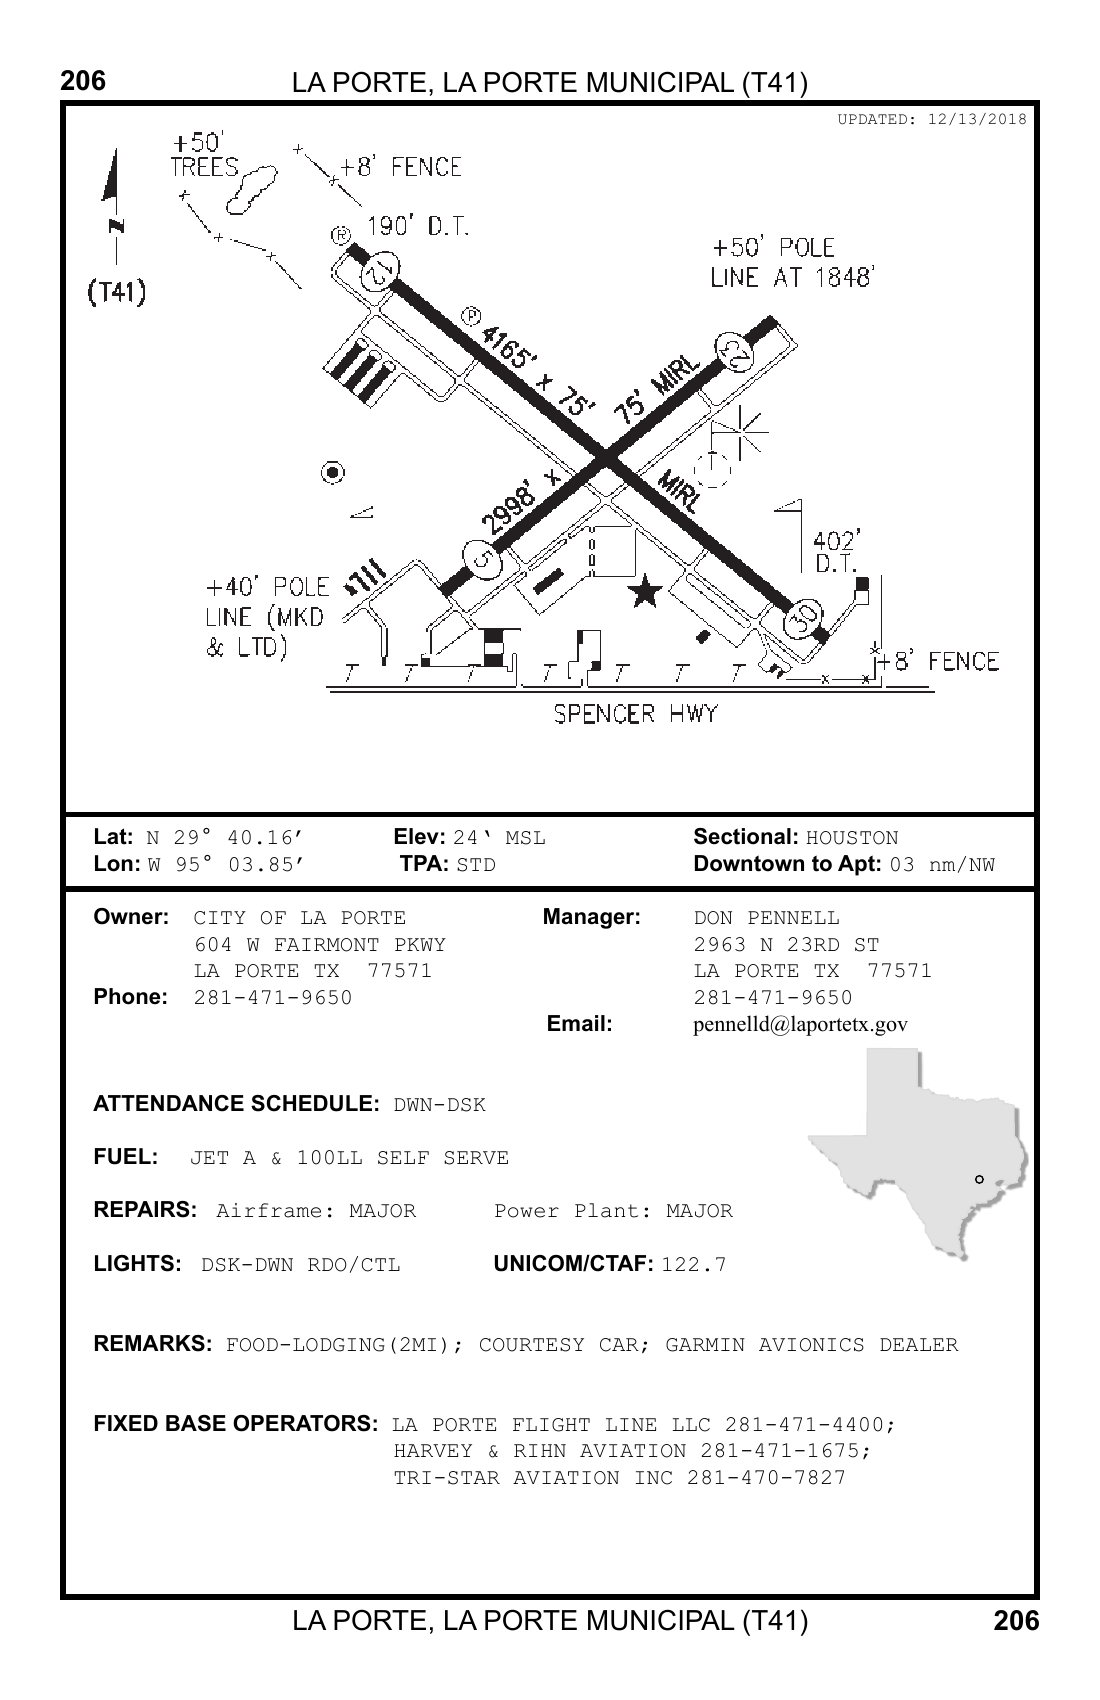 206 LA PORTE, LA PORTE MUNICIPAL (T41)
UPDATED: 12/13/2018
+50'
TREES
+8' FENCE
190' D.T.
R
N
(T41)
+50' POLE
LINE AT 1848'
12
P
4165' x 75'
75' MIRL
23
2998' x
MIRL
5
402'
D.T.
+40' POLE
LINE (MKD
& LTD)
30
+8' FENCE
T T T T T T T
SPENCER HWY
Lat: N 29° 40.16’ Elev: 24‘ MSL Sectional: HOUSTON
Lon: W 95° 03.85’ TPA: STD Downtown to Apt: 03 nm/NW
Owner: CITY OF LA PORTE Manager: DON PENNELL
604 W FAIRMONT PKWY 2963 N 23RD ST
LA PORTE TX 77571 LA PORTE TX 77571
Phone: 281-471-9650 281-471-9650
Email: pennelld@laportetx.gov
ATTENDANCE SCHEDULE: DWN-DSK
FUEL: JET A & 100LL SELF SERVE
REPAIRS: Airframe: MAJOR Power Plant: MAJOR
LIGHTS: DSK-DWN RDO/CTL UNICOM/CTAF: 122.7
REMARKS: FOOD-LODGING(2MI); COURTESY CAR; GARMIN AVIONICS DEALER
FIXED BASE OPERATORS: LA PORTE FLIGHT LINE LLC 281-471-4400;
HARVEY & RIHN AVIATION 281-471-1675;
TRI-STAR AVIATION INC 281-470-7827
LA PORTE, LA PORTE MUNICIPAL (T41) 206